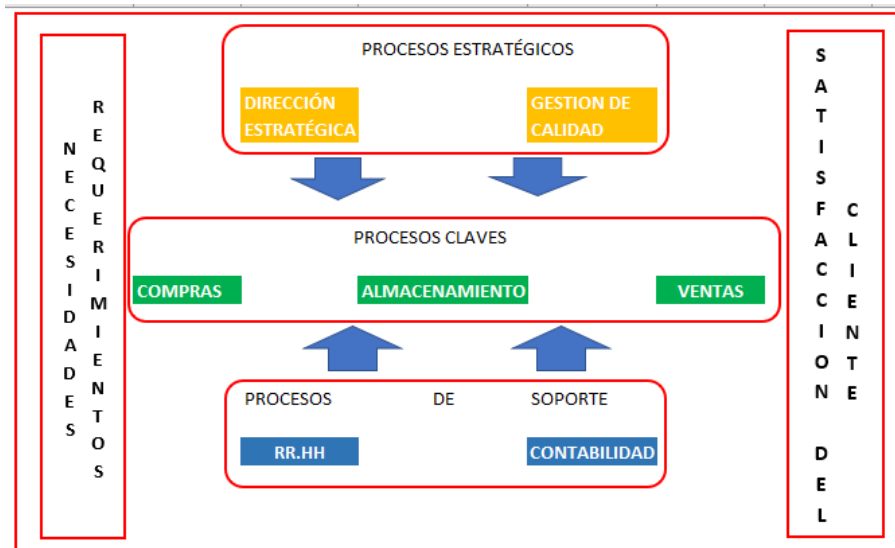 NECESIDADES
REQUERIMIENTOS
PROCESOS ESTRATÉGICOS
DIRECCIÓN
ESTRATÉGICA
GESTION DE
CALIDAD
PROCESOS CLAVES
COMPRAS
ALMACENAMIENTO
VENTAS
PROCESOS DE SOPORTE
RR.HH
CONTABILIDAD
SATISFACCION DEL
CLIENTE